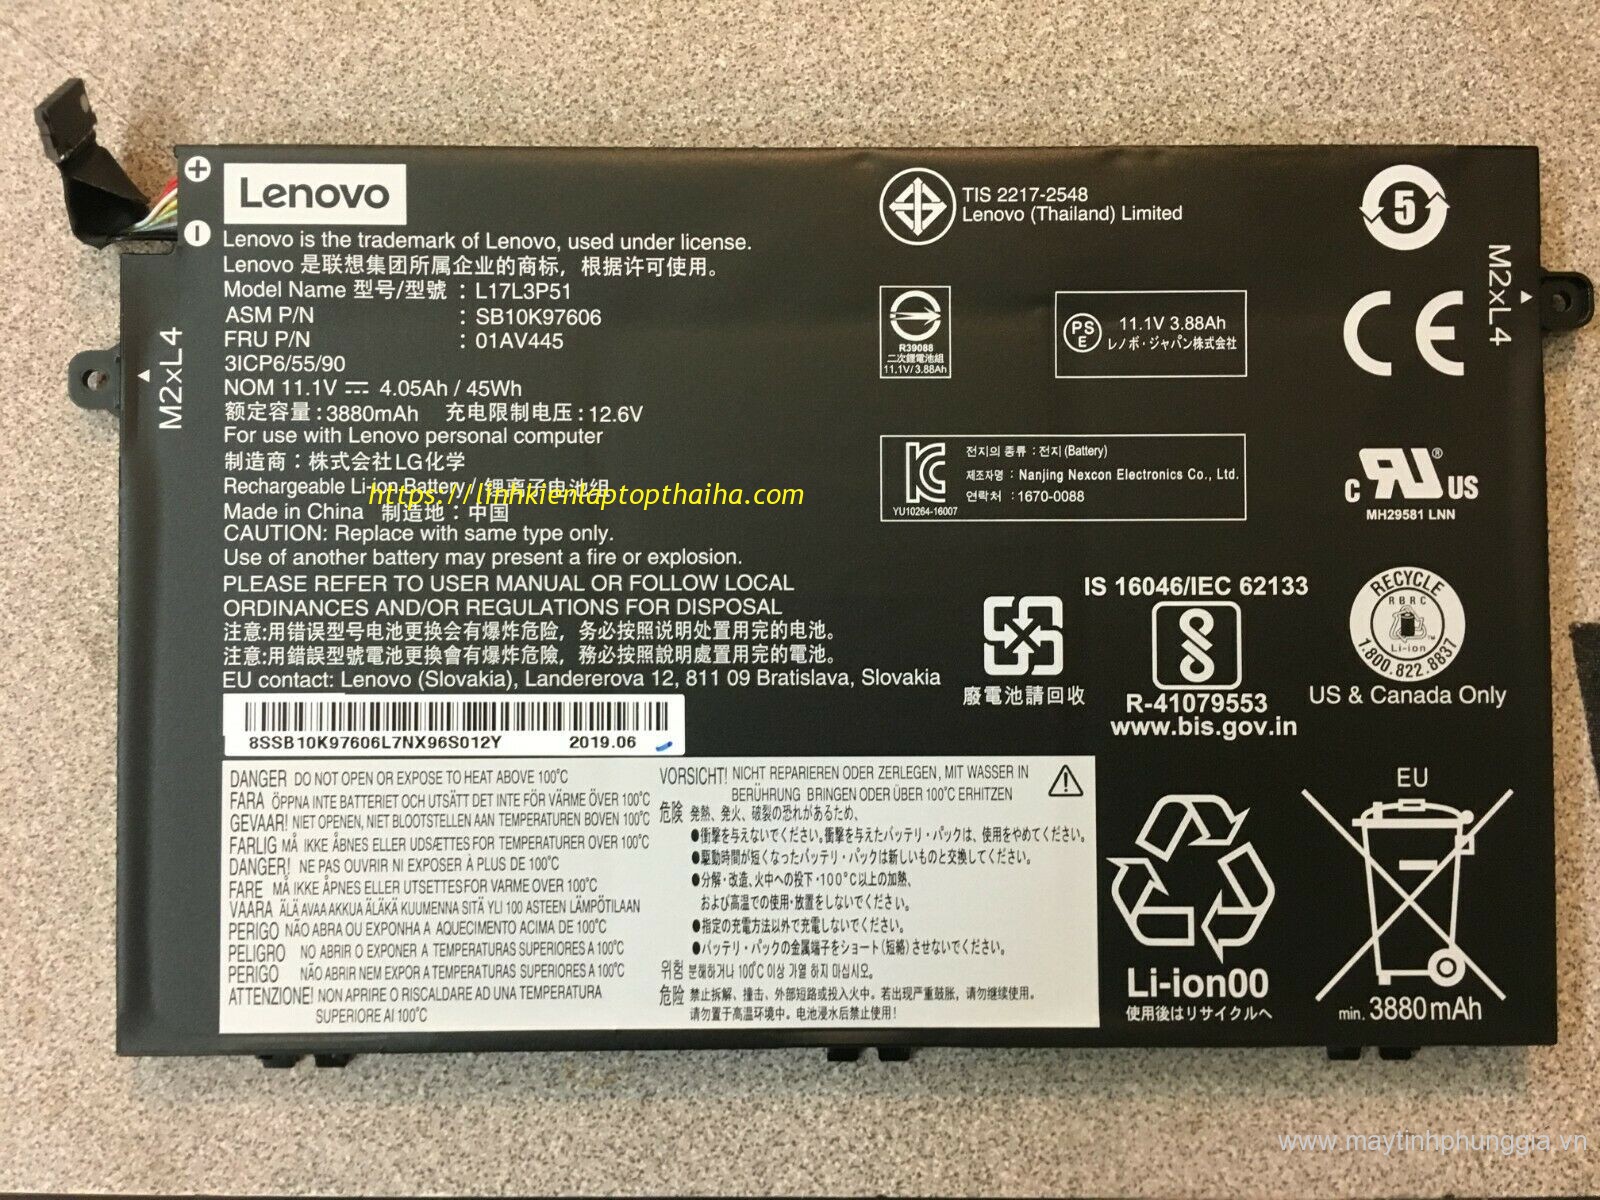 Lenovo
Lenovo is the trademark of Lenovo, used under license.
Lenovo 是联想集团所属企业的商标，根据许可使用。
Model Name 型号/型號 : L17L3P51
ASM P/N : SB10K97606
FRU P/N : 01AV445
3ICP6/55/90
NOM 11.1V ⎓ 4.05Ah / 45Wh
额定容量:3880mAh 充电限制电压:12.6V
For use with Lenovo personal computer
制造商：株式会社LG化学
Rechargeable Li-ion Battery / 锂离子电池组
https://linhkienlaptopthaiha.com
Made in China 制造地：中国
CAUTION: Replace with same type only.
Use of another battery may present a fire or explosion.
PLEASE REFER TO USER MANUAL OR FOLLOW LOCAL
ORDINANCES AND/OR REGULATIONS FOR DISPOSAL
注意:用错误型号电池更换会有爆炸危险，务必按照说明处置用完的电池。
注意:用錯誤型號電池更換會有爆炸危險，務必按照說明處置用完的電池。
EU contact: Lenovo (Slovakia), Landererova 12, 811 09 Bratislava, Slovakia
8SSB10K97606L7NX96S012Y 2019.06
M2xL4
TIS 2217-2548
Lenovo (Thailand) Limited
5
M2xL4
R39088
二次鋰電池組
11.1V/3.88Ah
PS
E
11.1V 3.88Ah
レノボ・ジャパン株式会社
CE
전지의 종류 : 전지 (Battery)
제조자명 : Nanjing Nexcon Electronics Co., Ltd.
연락처 : 1670-0088
YU10264-16007
c RU ® US
MH29581 LNN
IS 16046/IEC 62133
R-41079553
www.bis.gov.in
廢電池請回收
RECYCLE
RBRC
Li-ion
1.800.822.8837
US & Canada Only
DANGER DO NOT OPEN OR EXPOSE TO HEAT ABOVE 100°C
FARA ÖPPNA INTE BATTERIET OCH UTSÄTT DET INTE FÖR VÄRME ÖVER 100°C
GEVAAR! NIET OPENEN, NIET BLOOTSTELLEN AAN TEMPERATUREN BOVEN 100°C
FARLIG MÅ IKKE ÅBNES ELLER UDSÆTTES FOR TEMPERATURER OVER 100°C
DANGER! NE PAS OUVRIR NI EXPOSER À PLUS DE 100°C
FARE MÅ IKKE ÅPNES ELLER UTSETTES FOR VARME OVER 100°C
VAARA ÄLÄ AVAA AKKUA ÄLÄKÄ KUUMENNA SITÄ YLI 100 ASTEEN LÄMPÖTILAAN
PERIGO NÃO ABRA OU EXPONHA A AQUECIMENTO ACIMA DE 100°C
PELIGRO NO ABRIR O EXPONER A TEMPERATURAS SUPERIORES A 100°C
PERIGO NÃO ABRIR NEM EXPOR A TEMPERATURAS SUPERIORES A 100°C
ATTENZIONE! NON APRIRE O RISCALDARE AD UNA TEMPERATURA
SUPERIORE AI 100°C
VORSICHT! NICHT REPARIEREN ODER ZERLEGEN, MIT WASSER IN
BERÜHRUNG BRINGEN ODER ÜBER 100°C ERHITZEN
危険 発熱、発火、破裂の恐れがあるため、
●衝撃を与えないでください。衝撃を与えたバッテリ・パックは、使用をやめてください。
●駆動時間が短くなったバッテリ・パックは新しいものと交換してください。
●分解・改造、火中への投下・100°C以上の加熱、
および高温での使用・放置をしないでください。
●指定の充電方法以外で充電しないでください。
●バッテリ・パックの金属端子をショート(短絡)させないでください。
위험 분해하거나 100°C 이상 가열 하지 마십시오.
危险 禁止拆解、撞击、外部短路或投入火中。若出现严重鼓胀，请勿继续使用。
请勿置于高温环境中。电池浸水后禁止使用！
Li-ion00
使用後はリサイクルへ
EU
min. 3880mAh
www.maytinhphunggia.vn